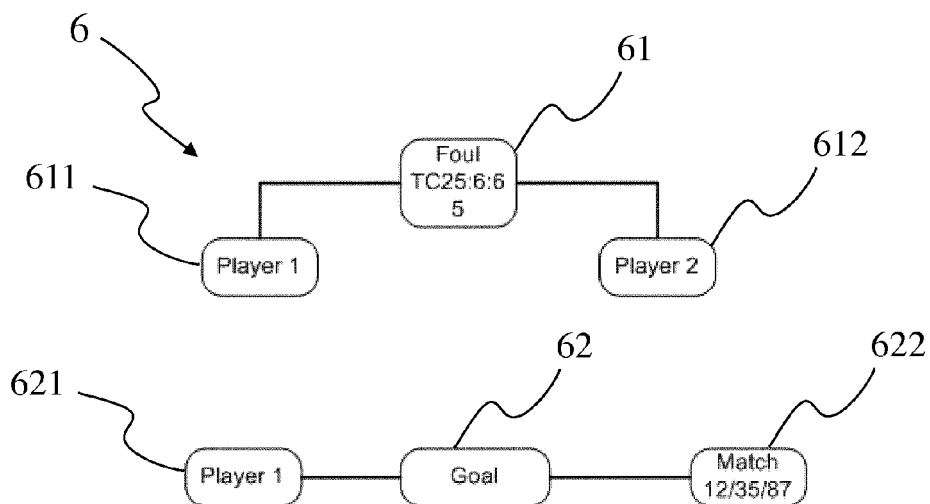 6
61
Foul
TC25:6:6
5
612
611
Player 1
Player 2
62
622
621
Player 1
Goal
Match
12/35/87